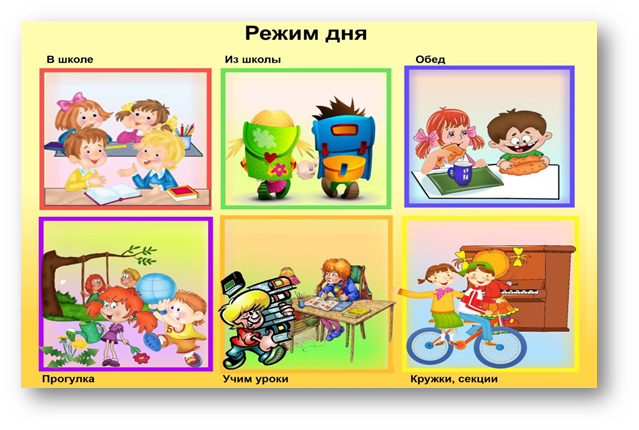 Режим дня
В школе
Из школы
Обед
Прогулка
Учим уроки
Кружки, секции